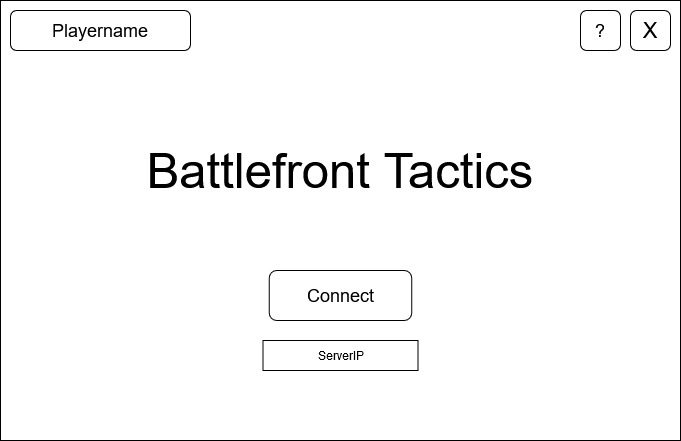 Playername
?
X
Battlefront Tactics
Connect
ServerIP